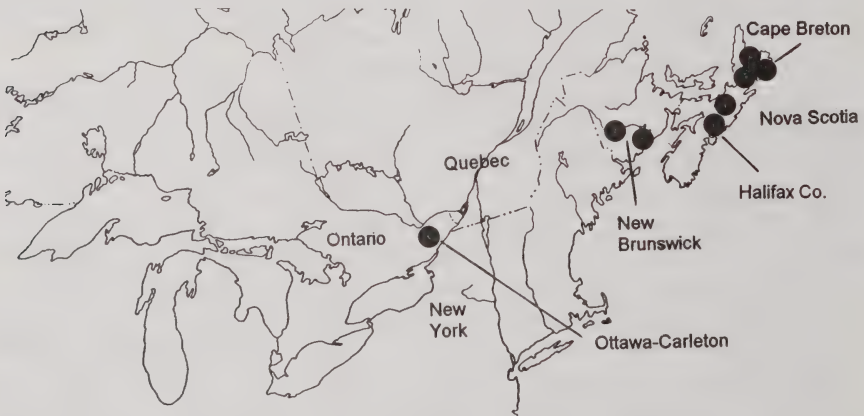 Cape Breton
Nova Scotia
Quebec
Halifax Co.
New
Brunswick
Ontario
New
York
Ottawa-Carleton